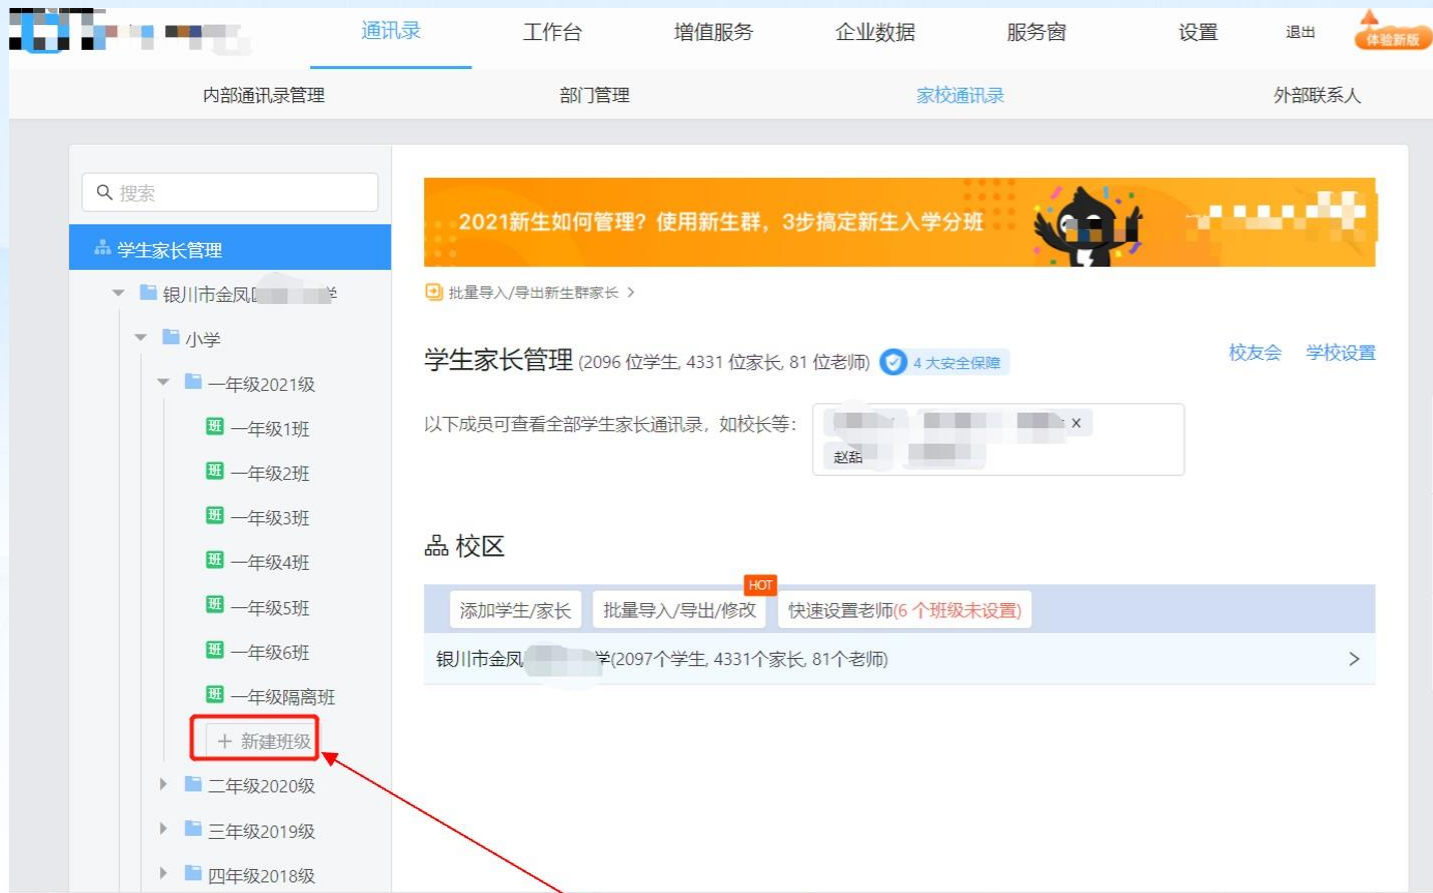 通讯录 工作台 增值服务 企业数据 服务窗 设置 退出 体验新版
内部通讯录管理 部门管理 家校通讯录 外部联系人
搜索
学生家长管理
银川市金凤 学
小学
一年级2021级
班 一年级1班
班 一年级2班
班 一年级3班
班 一年级4班
班 一年级5班
班 一年级6班
班 一年级隔离班
+ 新建班级
二年级2020级
三年级2019级
四年级2018级
2021新生如何管理？使用新生群，3步搞定新生入学分班
批量导入/导出新生群家长 >
学生家长管理 (2096 位学生, 4331 位家长, 81 位老师) 4 大安全保障 校友会 学校设置
以下成员可查看全部学生家长通讯录，如校长等： ×
赵甜
校区
HOT
添加学生/家长 批量导入/导出/修改 快速设置老师(6 个班级未设置)
银川市金凤 学(2097个学生, 4331个家长, 81个老师) >